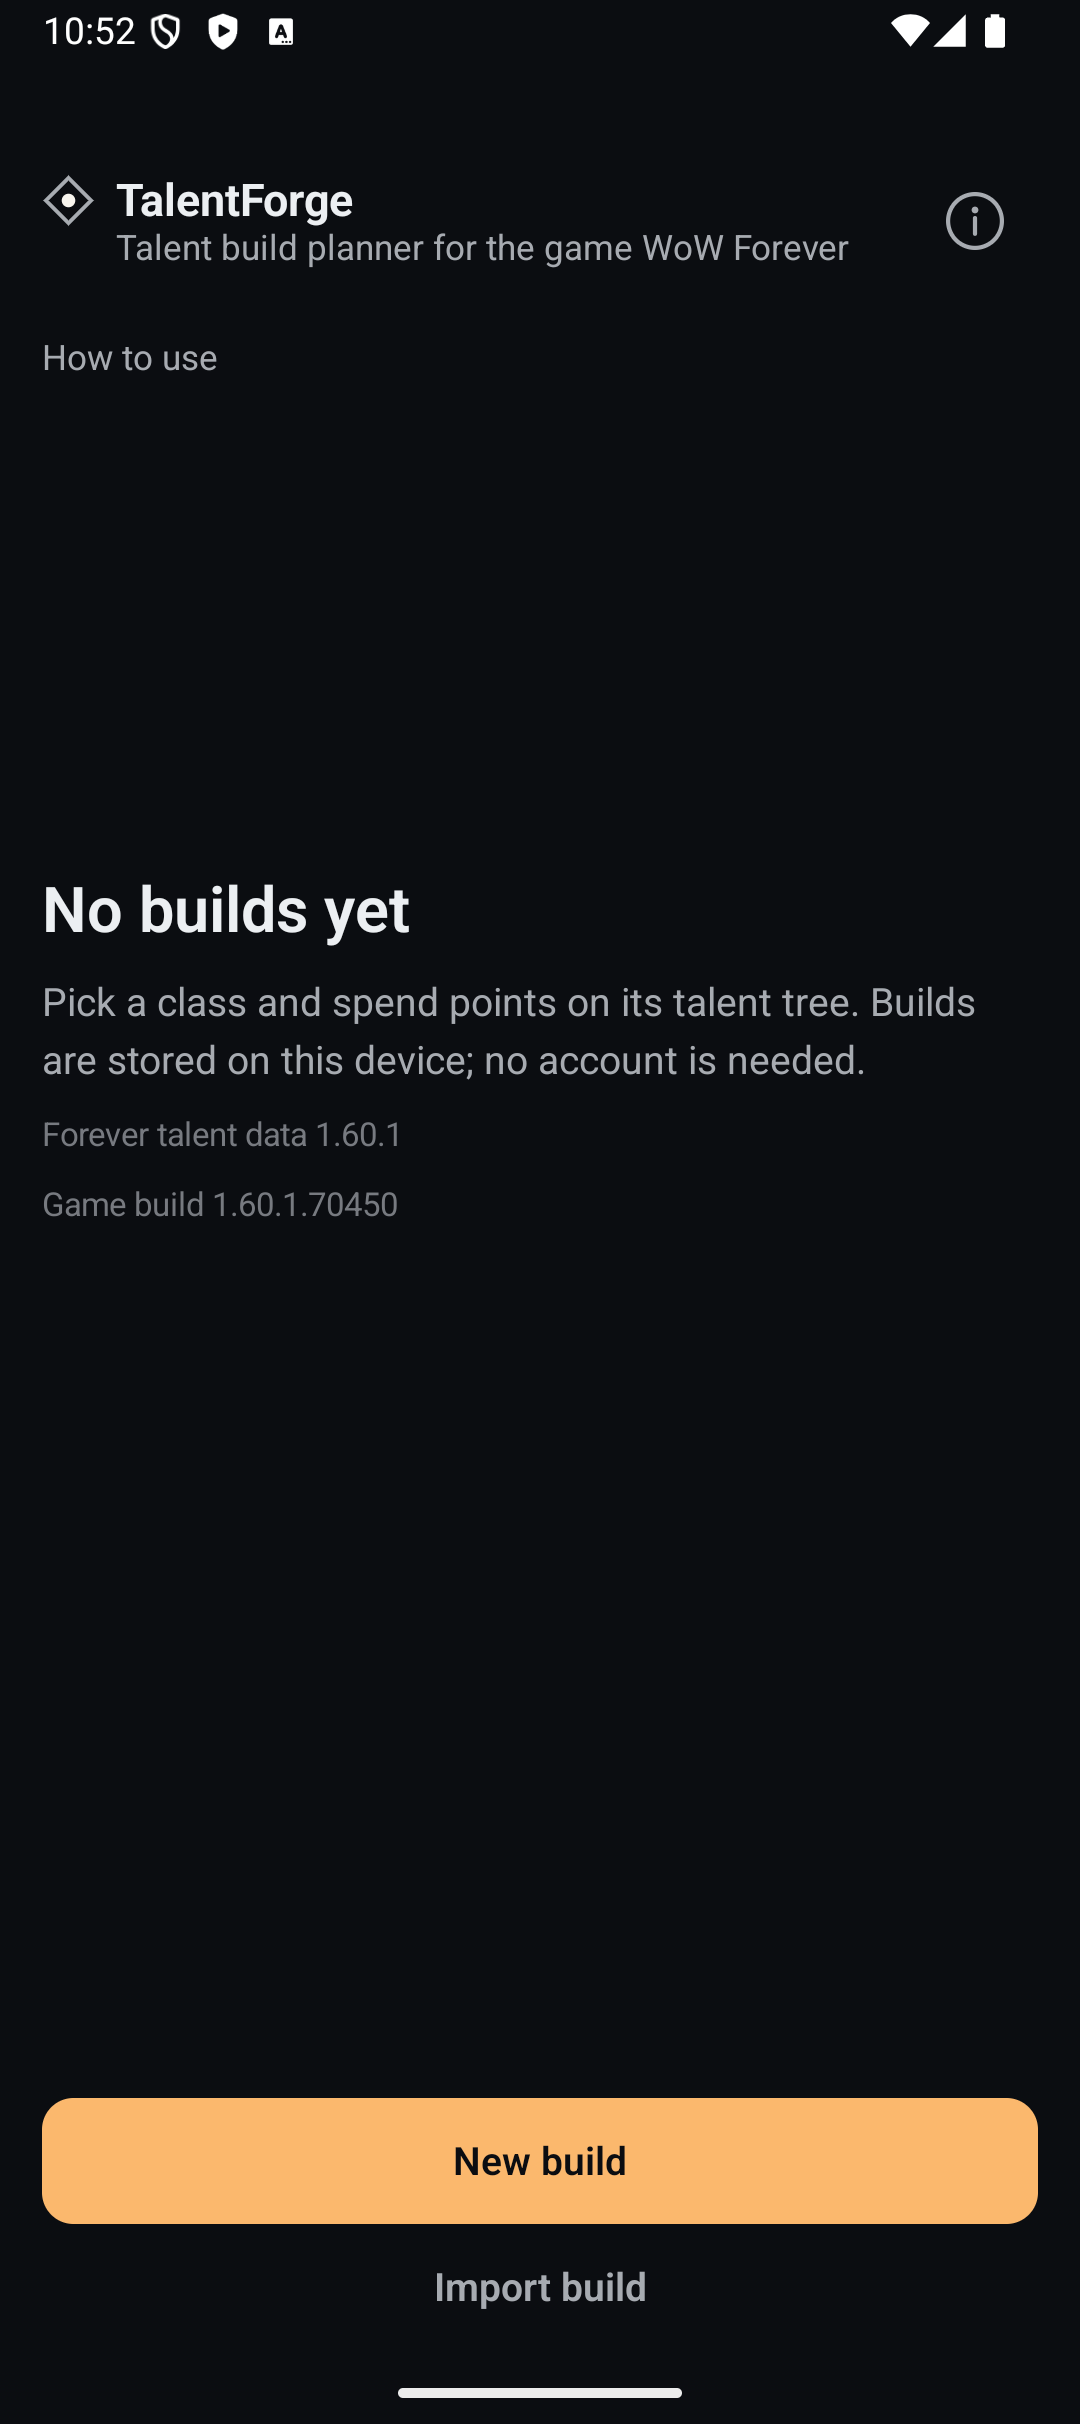 10:52
TalentForge
Talent build planner for the game WoW Forever
How to use
No builds yet
Pick a class and spend points on its talent tree. Builds
are stored on this device; no account is needed.
Forever talent data 1.60.1
Game build 1.60.1.70450
New build
Import build